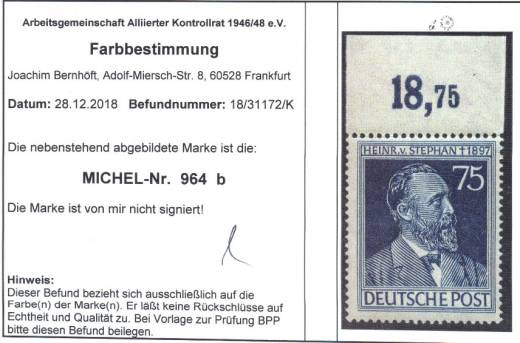 Arbeitsgemeinschaft Alliierter Kontrollrat 1946/48 e.V.
Farbbestimmung
Joachim Bernhöft, Adolf-Miersch-Str. 8, 60528 Frankfurt
Datum: 28.12.2018 Befundnummer: 18/31172/K
Die nebenstehend abgebildete Marke ist die:
MICHEL-Nr. 964 b
Die Marke ist von mir nicht signiert!
Hinweis:
Dieser Befund bezieht sich ausschließlich auf die
Farbe(n) der Marke(n). Er läßt keine Rückschlüsse auf
Echtheit und Qualität zu. Bei Vorlage zur Prüfung BPP
bitte diesen Befund beilegen.
18,75
HEINR.v.STEPHAN †1897
75
DEUTSCHE POST